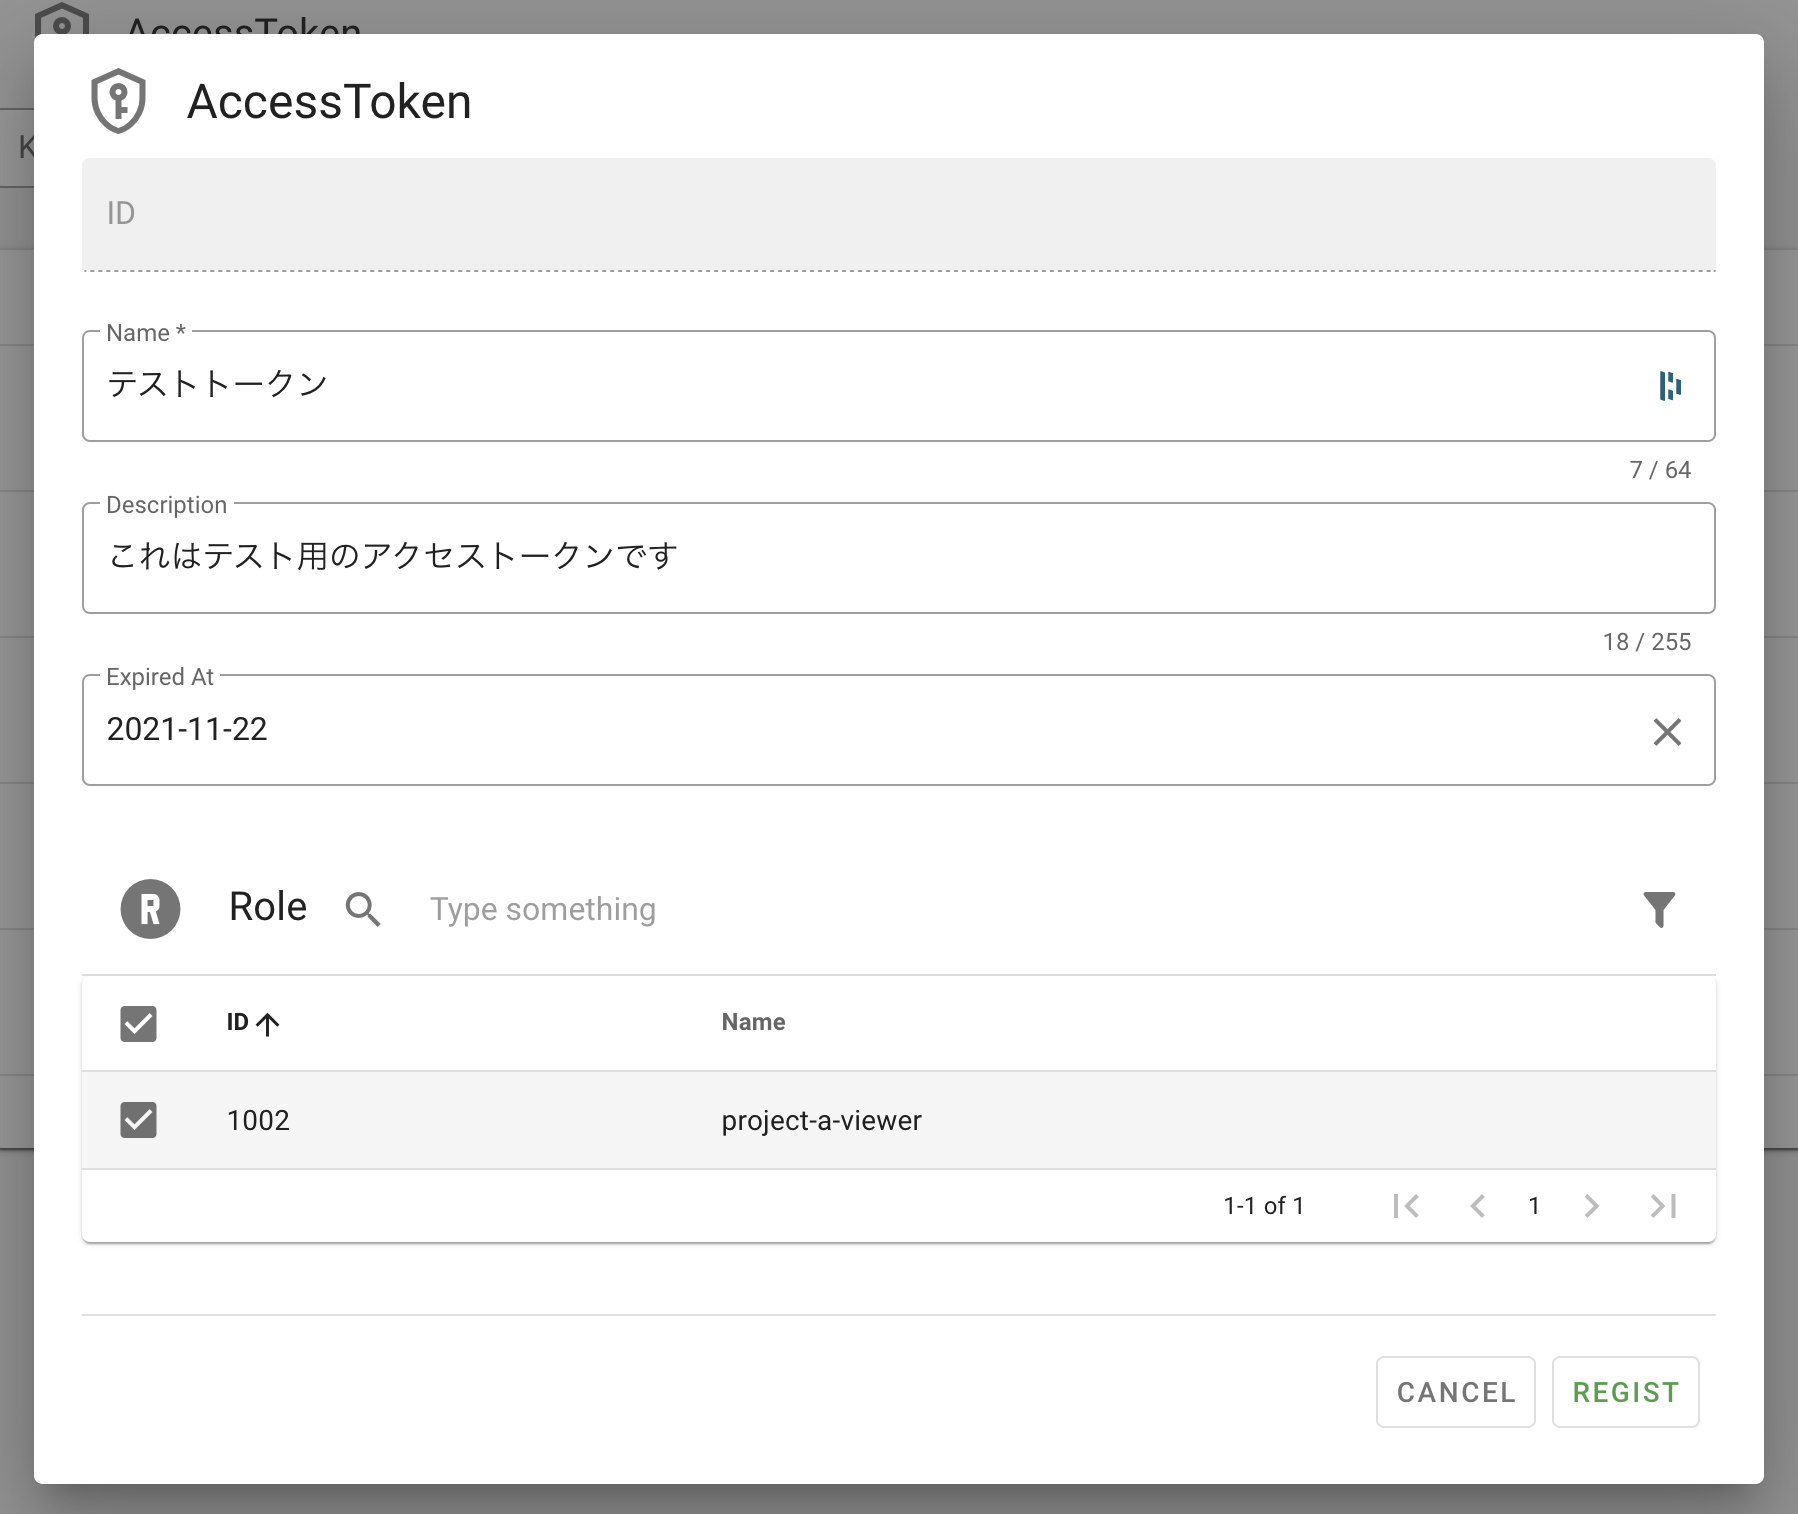 AccessToken
K
AccessToken
ID
Name *
テストトークン
7 / 64
Description
これはテスト用のアクセストークンです
18 / 255
Expired At
2021-11-22
R Role Type something
ID Name
1002 project-a-viewer
1-1 of 1 1
CANCEL REGIST